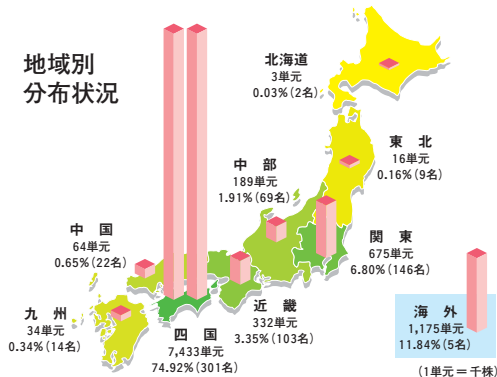 地域別
分布状況
北海道
3単元
0.03%(2名)
東 北
16単元
0.16%(9名)
中 部
189単元
1.91%(69名)
関 東
675単元
6.80%(146名)
中 国
64単元
0.65%(22名)
近 畿
332単元
3.35%(103名)
九 州
34単元
0.34%(14名)
四 国
7,433単元
74.92%(301名)
海 外
1,175単元
11.84%(5名)
(1単元＝千株)